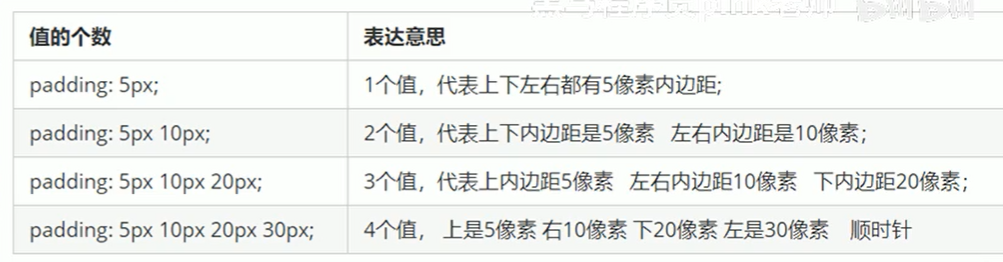 值的个数 表达意思
padding: 5px; 1个值，代表上下左右都有5像素内边距;
padding: 5px 10px; 2个值，代表上下内边距是5像素 左右内边距是10像素；
padding: 5px 10px 20px; 3个值，代表上内边距5像素 左右内边距10像素 下内边距20像素；
padding: 5px 10px 20px 30px; 4个值， 上是5像素 右10像素 下20像素 左是30像素 顺时针